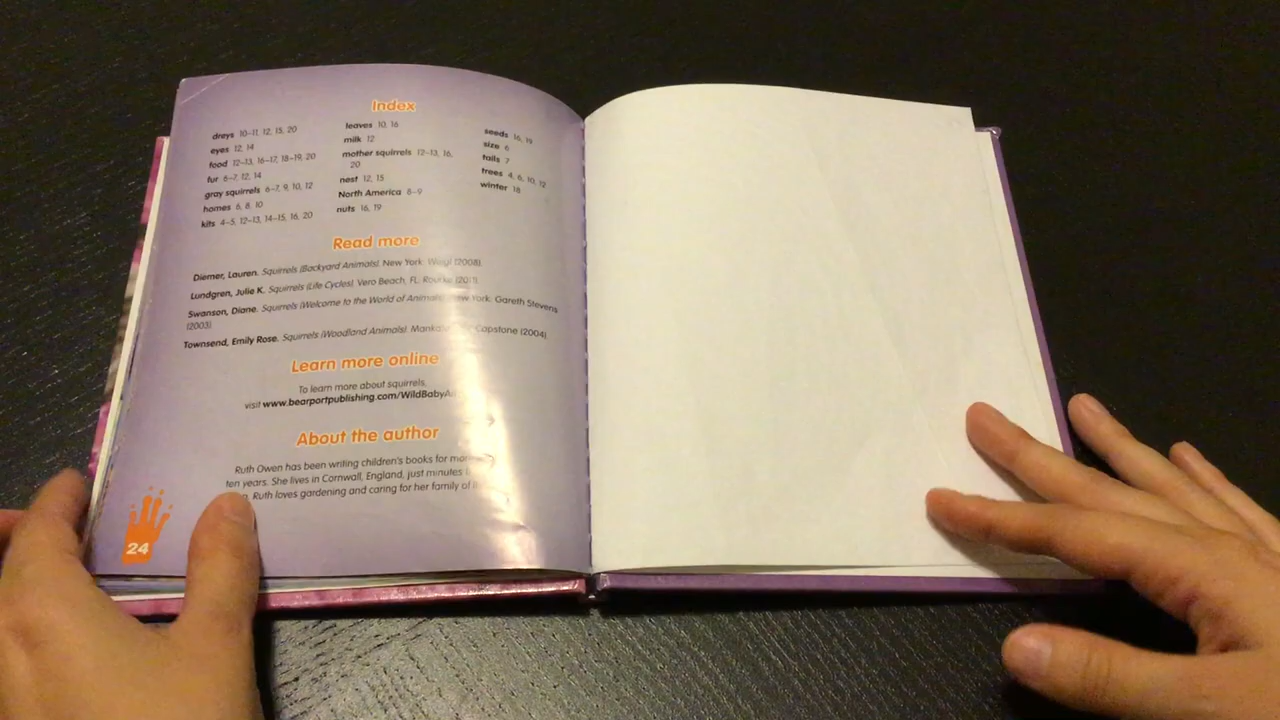 Index
dreys 10–11, 12, 15, 20
eyes 12, 14
food 12–13, 16–17, 18–19, 20
fur 6–7, 12, 14
gray squirrels 6–7, 9, 10, 12
homes 6, 8, 10
kits 4–5, 12–13, 14–15, 16, 20
leaves 10, 16
milk 12
mother squirrels 12–13, 16,
20
nest 12, 15
North America 8–9
nuts 16, 19
seeds 16, 19
size 6
tails 7
trees 4, 6, 10, 12
winter 18
Read more
Diemer, Lauren. Squirrels (Backyard Animals). New York: Weigl (2008).
Lundgren, Julie K. Squirrels (Life Cycles). Vero Beach, FL: Rourke (2011).
Swanson, Diane. Squirrels (Welcome to the World of Animals). New York: Gareth Stevens
(2003).
Townsend, Emily Rose. Squirrels (Woodland Animals). Capstone (2004).
Learn more online
To learn more about squirrels,
visit www.bearportpublishing.com/
About the author
Ruth Owen has been writing children's books for
ten years. She lives in Cornwall, England, just minutes
Ruth loves gardening and caring for her family of
24